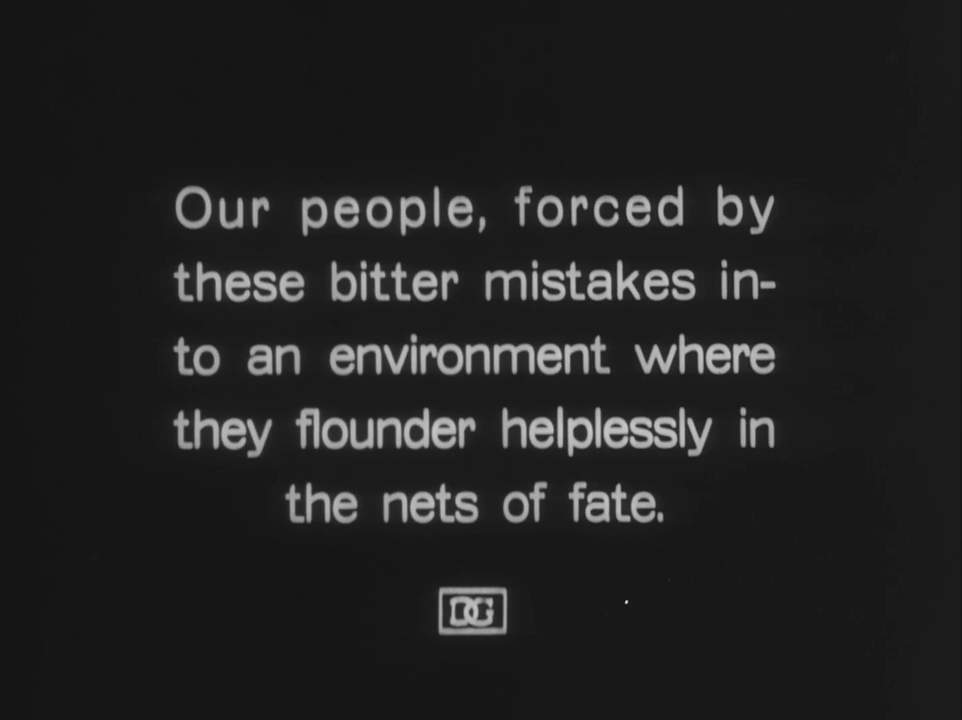 Our people, forced by
these bitter mistakes in-
to an environment where
they flounder helplessly in
the nets of fate.
DG